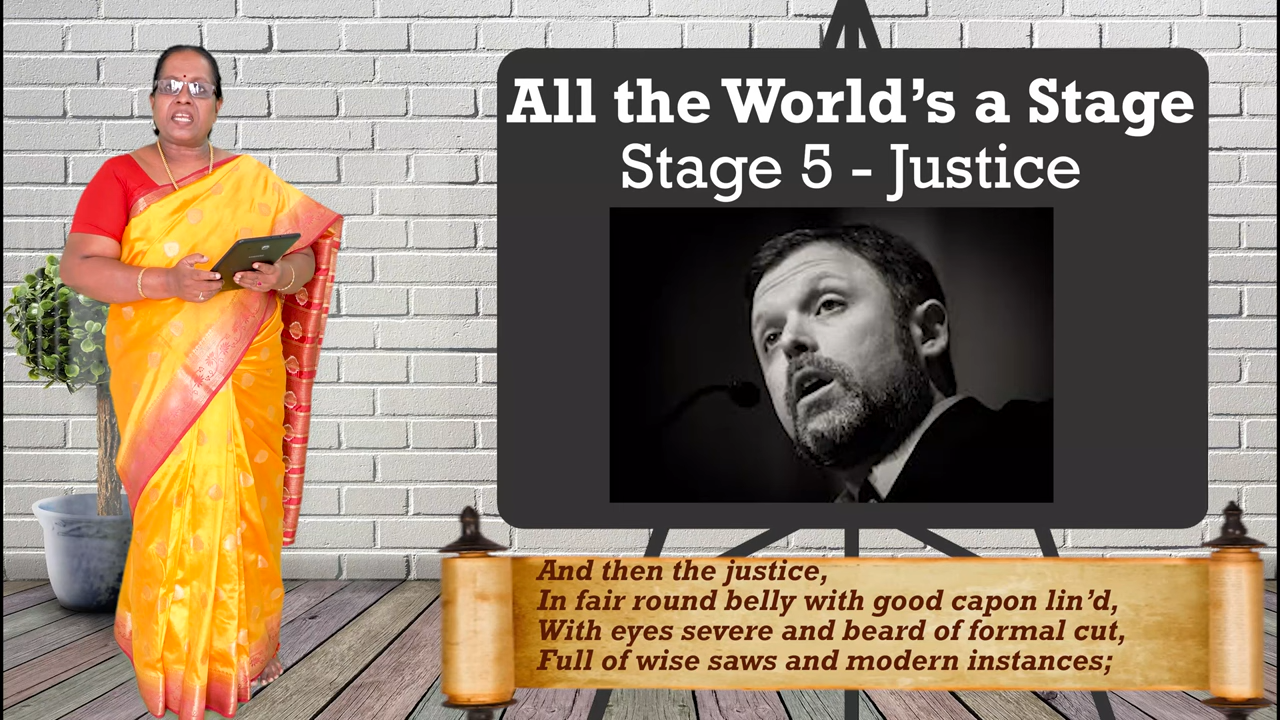 All the World's a Stage
Stage 5 - Justice
And then the justice,
In fair round belly with good capon lin'd,
With eyes severe and beard of formal cut,
Full of wise saws and modern instances;